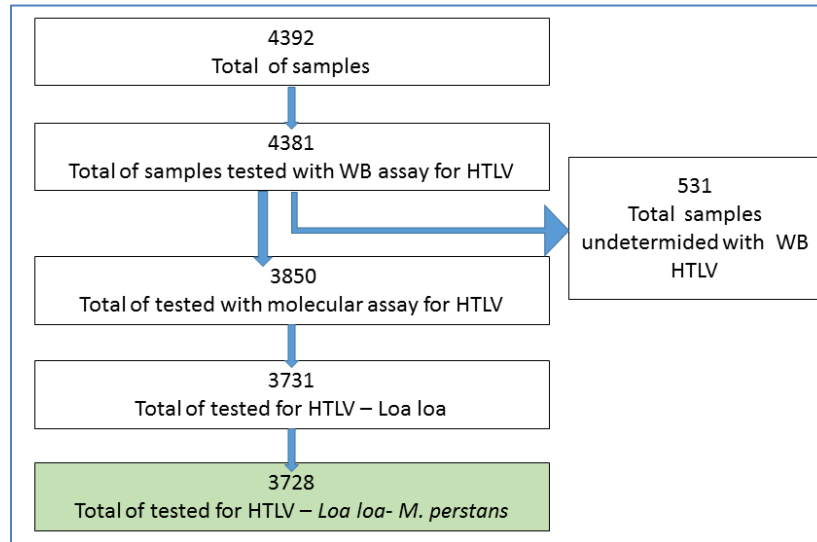 4392
Total of samples
4381
Total of samples tested with WB assay for HTLV
531
Total samples
undetermided with WB
HTLV
3850
Total of tested with molecular assay for HTLV
3731
Total of tested for HTLV – Loa loa
3728
Total of tested for HTLV – Loa loa- M. perstans